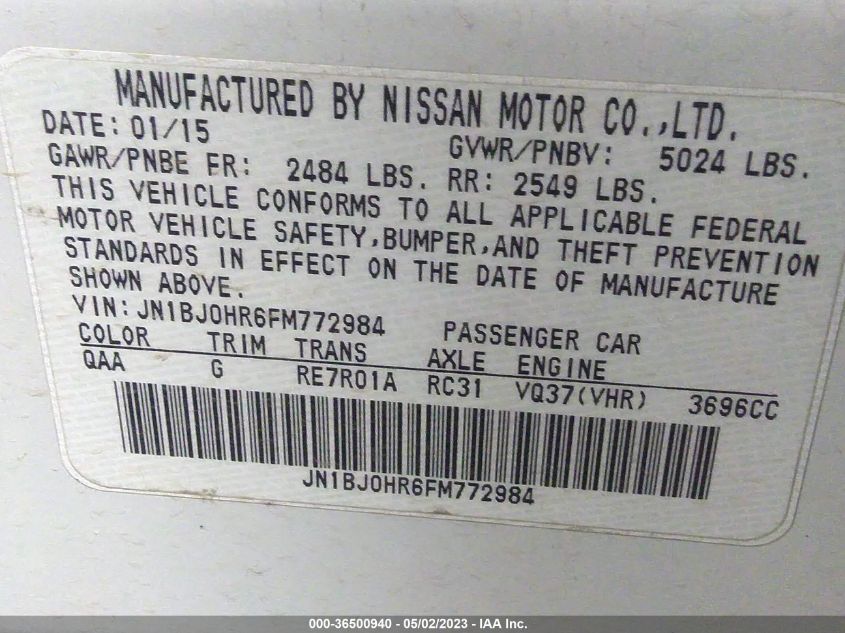 MANUFACTURED BY NISSAN MOTOR CO.,LTD.
DATE: 01/15 GVWR/PNBV: 5024 LBS.
GAWR/PNBE FR: 2484 LBS. RR: 2549 LBS.
THIS VEHICLE CONFORMS TO ALL APPLICABLE FEDERAL
MOTOR VEHICLE SAFETY,BUMPER,AND THEFT PREVENTION
STANDARDS IN EFFECT ON THE DATE OF MANUFACTURE
SHOWN ABOVE.
VIN: JN1BJ0HR6FM772984 PASSENGER CAR
COLOR TRIM TRANS AXLE ENGINE
QAA G RE7R01A RC31 VQ37(VHR) 3696CC
JN1BJ0HR6FM772984
000-36500940 - 05/02/2023 - IAA Inc.